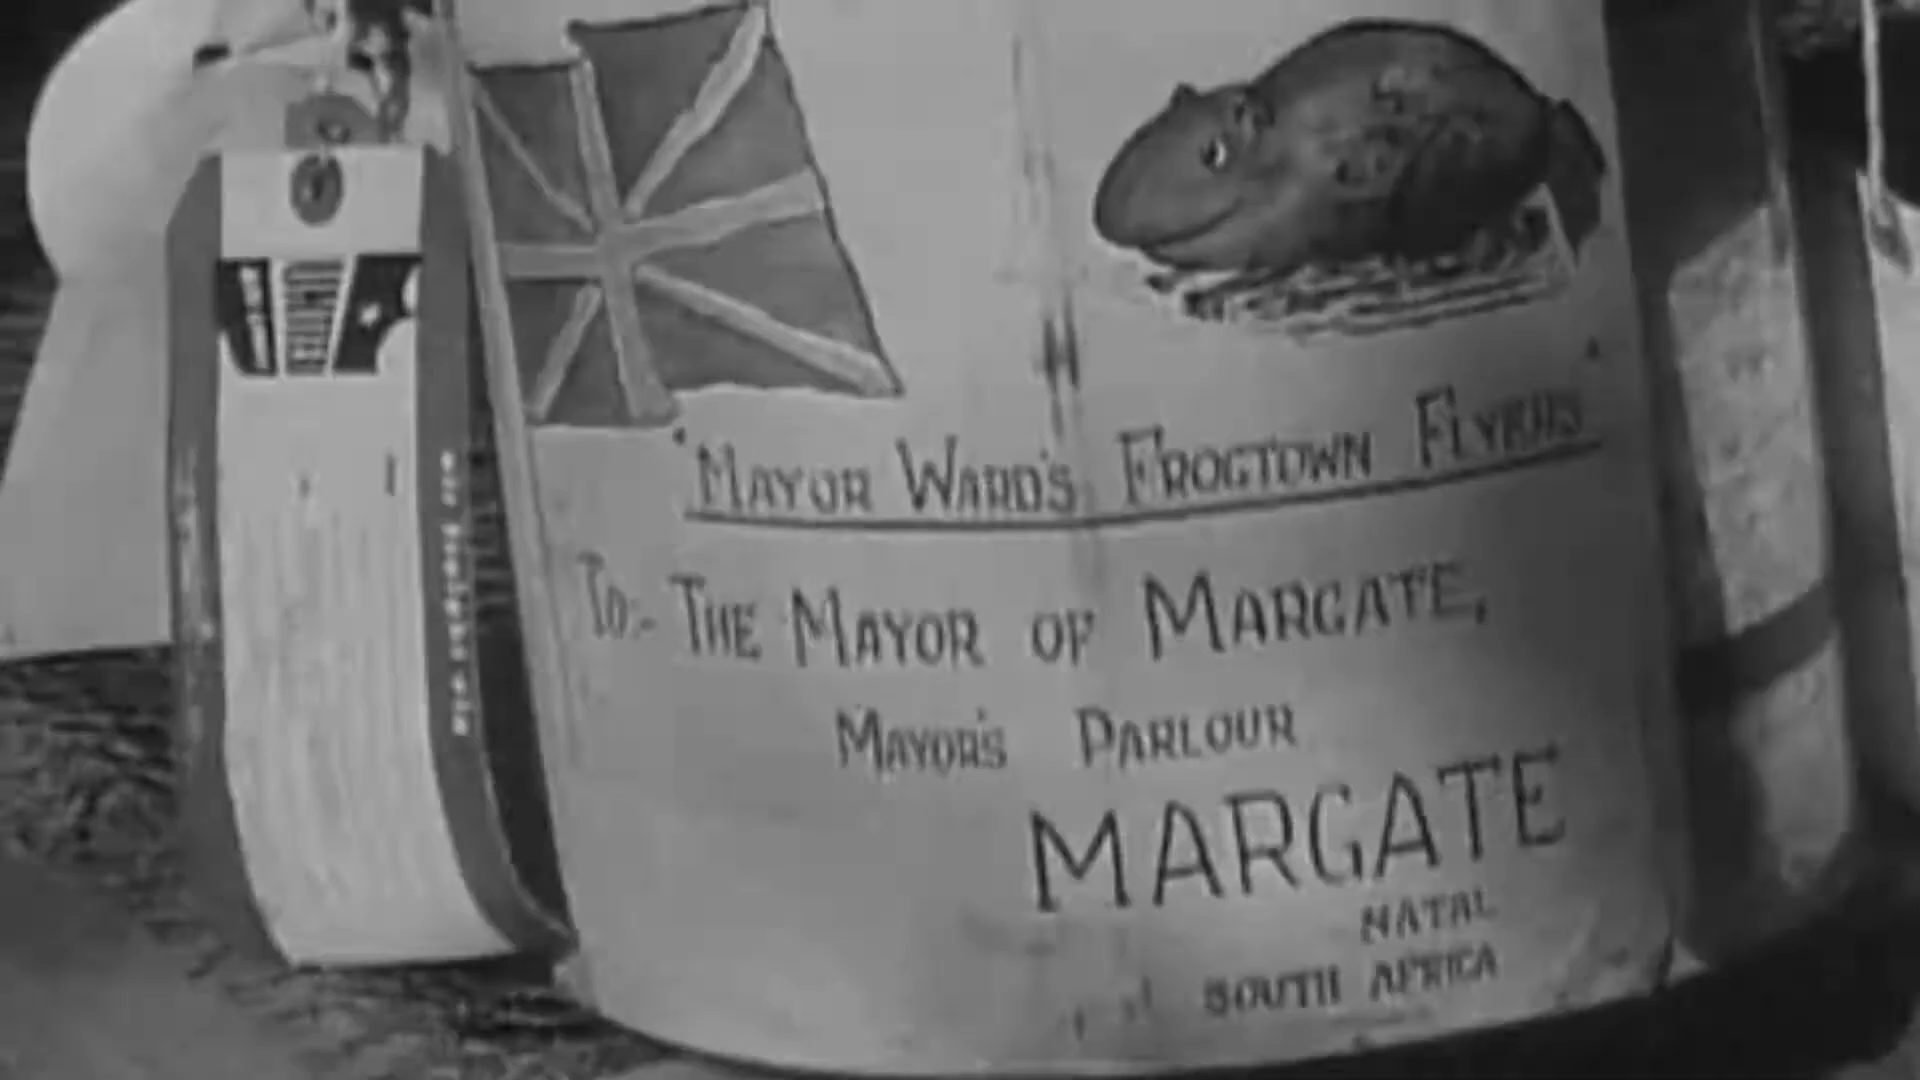 'MAYOR WARD'S FROGTOWN FLYERS'
TO:- THE MAYOR OF MARGATE,
MAYOR'S PARLOUR
MARGATE
NATAL
SOUTH AFRICA